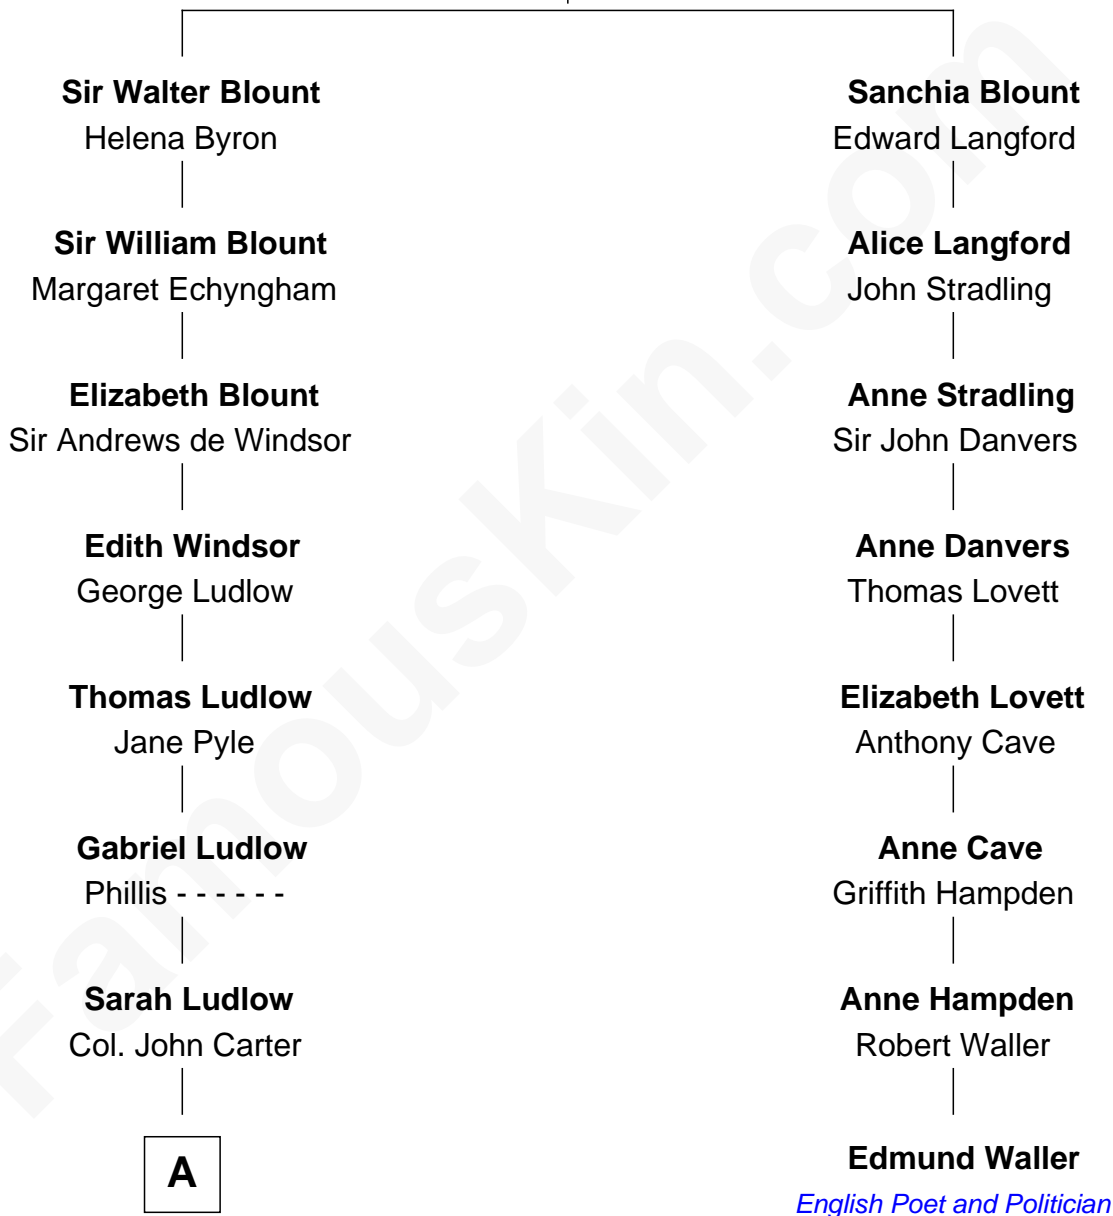 Sir Walter Blount
Helena Byron
Sir William Blount
Margaret Echyngham
Elizabeth Blount
Sir Andrews de Windsor
Edith Windsor
George Ludlow
Thomas Ludlow
Jane Pyle
Gabriel Ludlow
Phillis - - - - - -
Sarah Ludlow
Col. John Carter
A
Sanchia Blount
Edward Langford
Alice Langford
John Stradling
Anne Stradling
Sir John Danvers
Anne Danvers
Thomas Lovett
Elizabeth Lovett
Anthony Cave
Anne Cave
Griffith Hampden
Anne Hampden
Robert Waller
Edmund Waller
English Poet and Politician
FamousKin.com